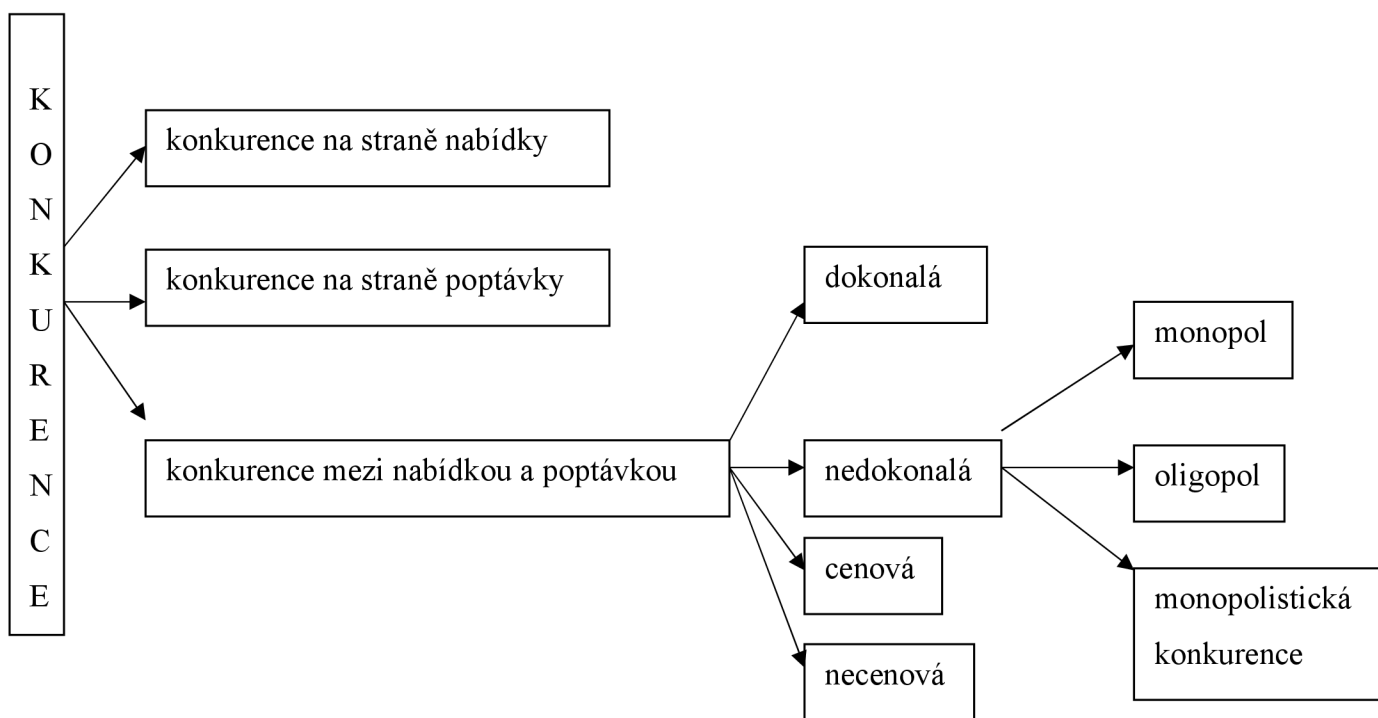 KONKURENCE
konkurence na straně nabídky
konkurence na straně poptávky
konkurence mezi nabídkou a poptávkou
dokonalá
nedokonalá
cenová
necenová
monopol
oligopol
monopolistická
konkurence